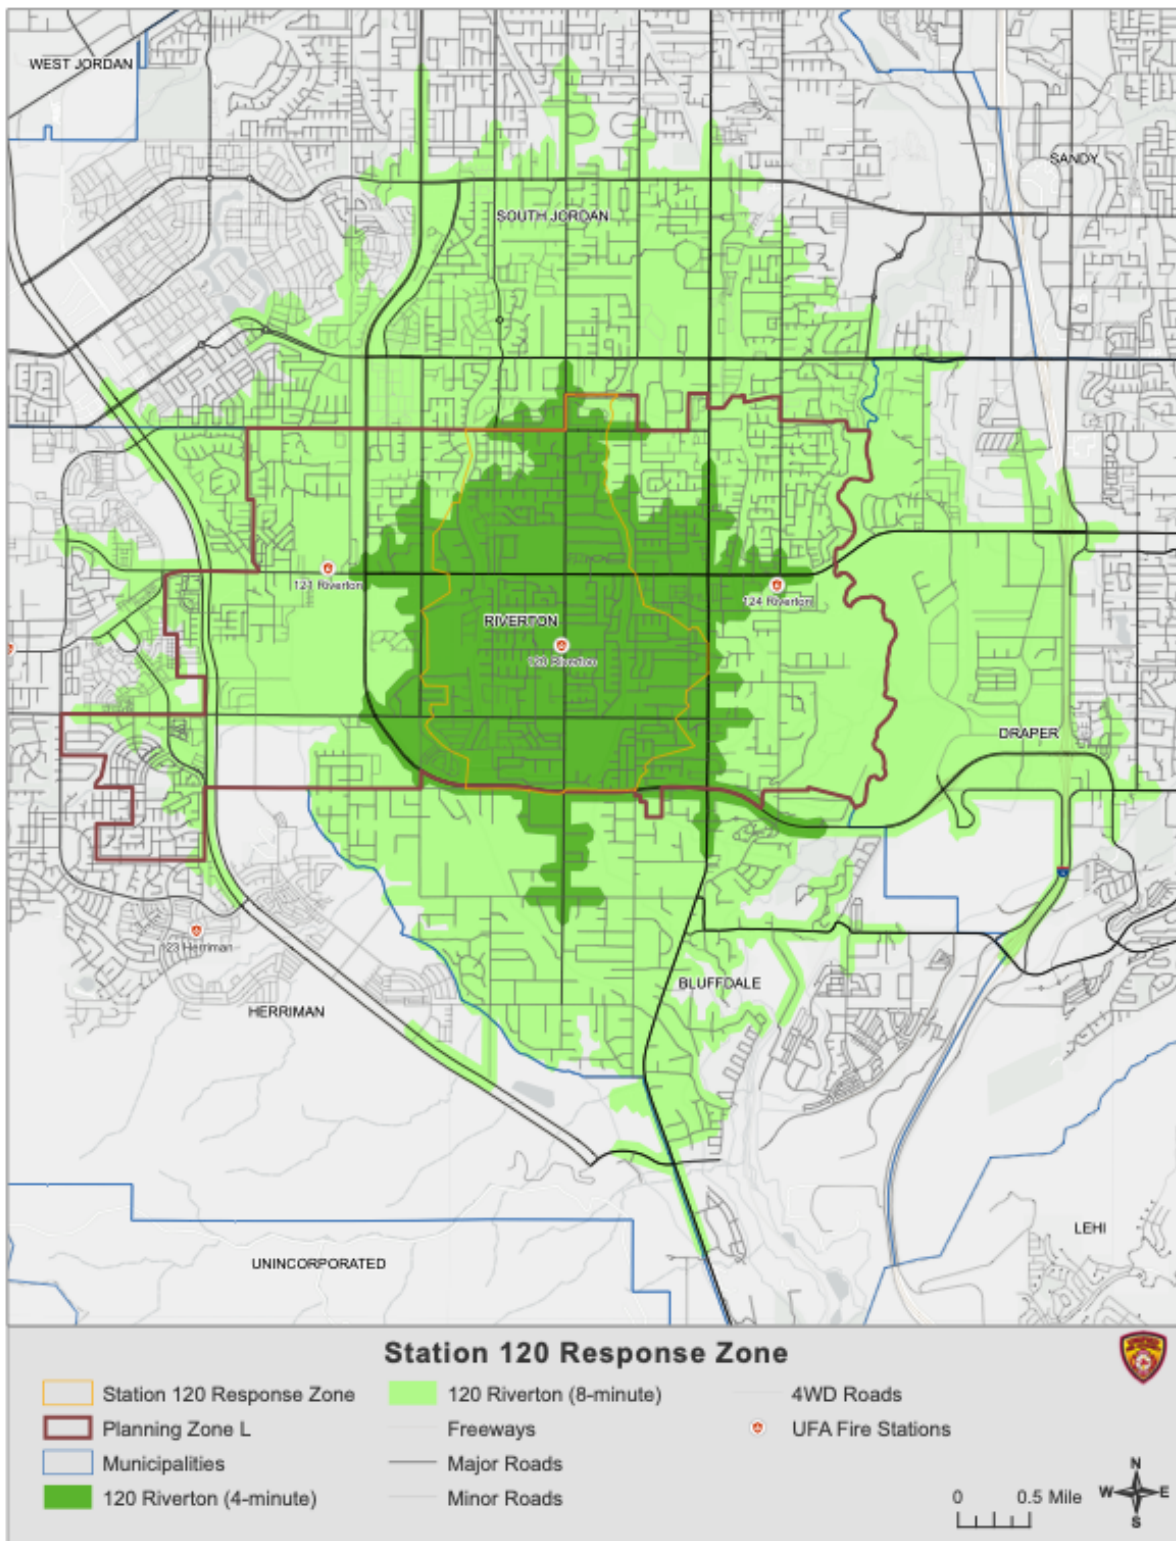 WEST JORDAN
SANDY
SOUTH JORDAN
121 Riverton
124 Riverton
RIVERTON
120 Riverton
DRAPER
123 Herriman
BLUFFDALE
HERRIMAN
LEHI
UNINCORPORATED
Station 120 Response Zone
Station 120 Response Zone
120 Riverton (8-minute)
4WD Roads
Planning Zone L
Freeways
UFA Fire Stations
Municipalities
Major Roads
120 Riverton (4-minute)
Minor Roads
0 0.5 Mile
N
W E
S